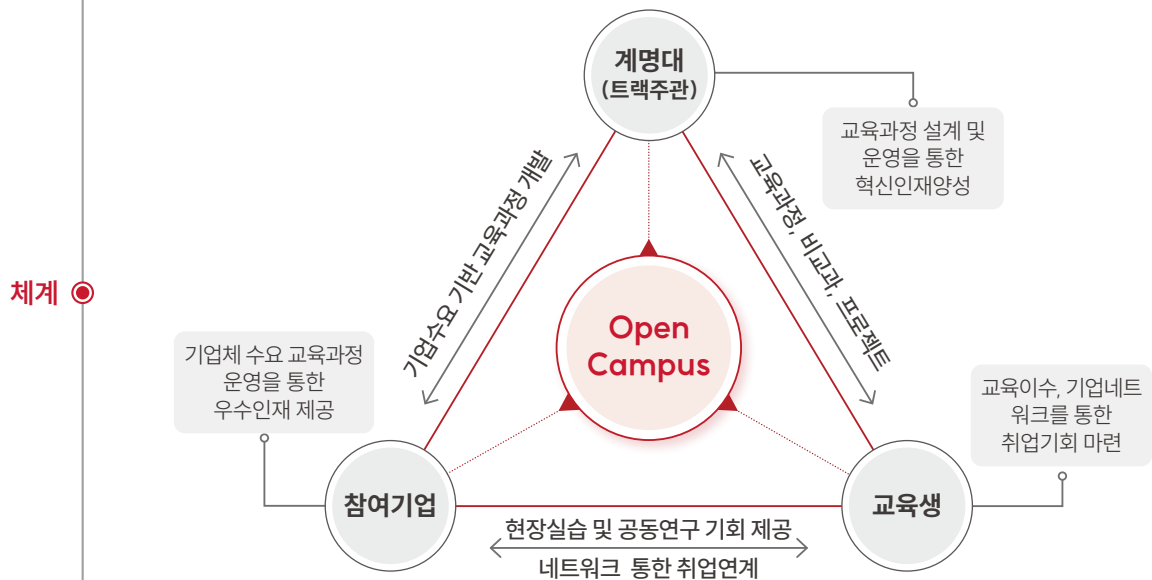 계명대
(트랙주관)
교육과정 설계 및
운영을 통한
혁신인재양성
기업수요 기반 교육과정 개발
교육과정, 비교과, 프로젝트
체계
Open
Campus
기업체 수요 교육과정
운영을 통한
우수인재 제공
교육이수, 기업네트
워크를 통한
취업기회 마련
참여기업
교육생
현장실습 및 공동연구 기회 제공
네트워크 통한 취업연계